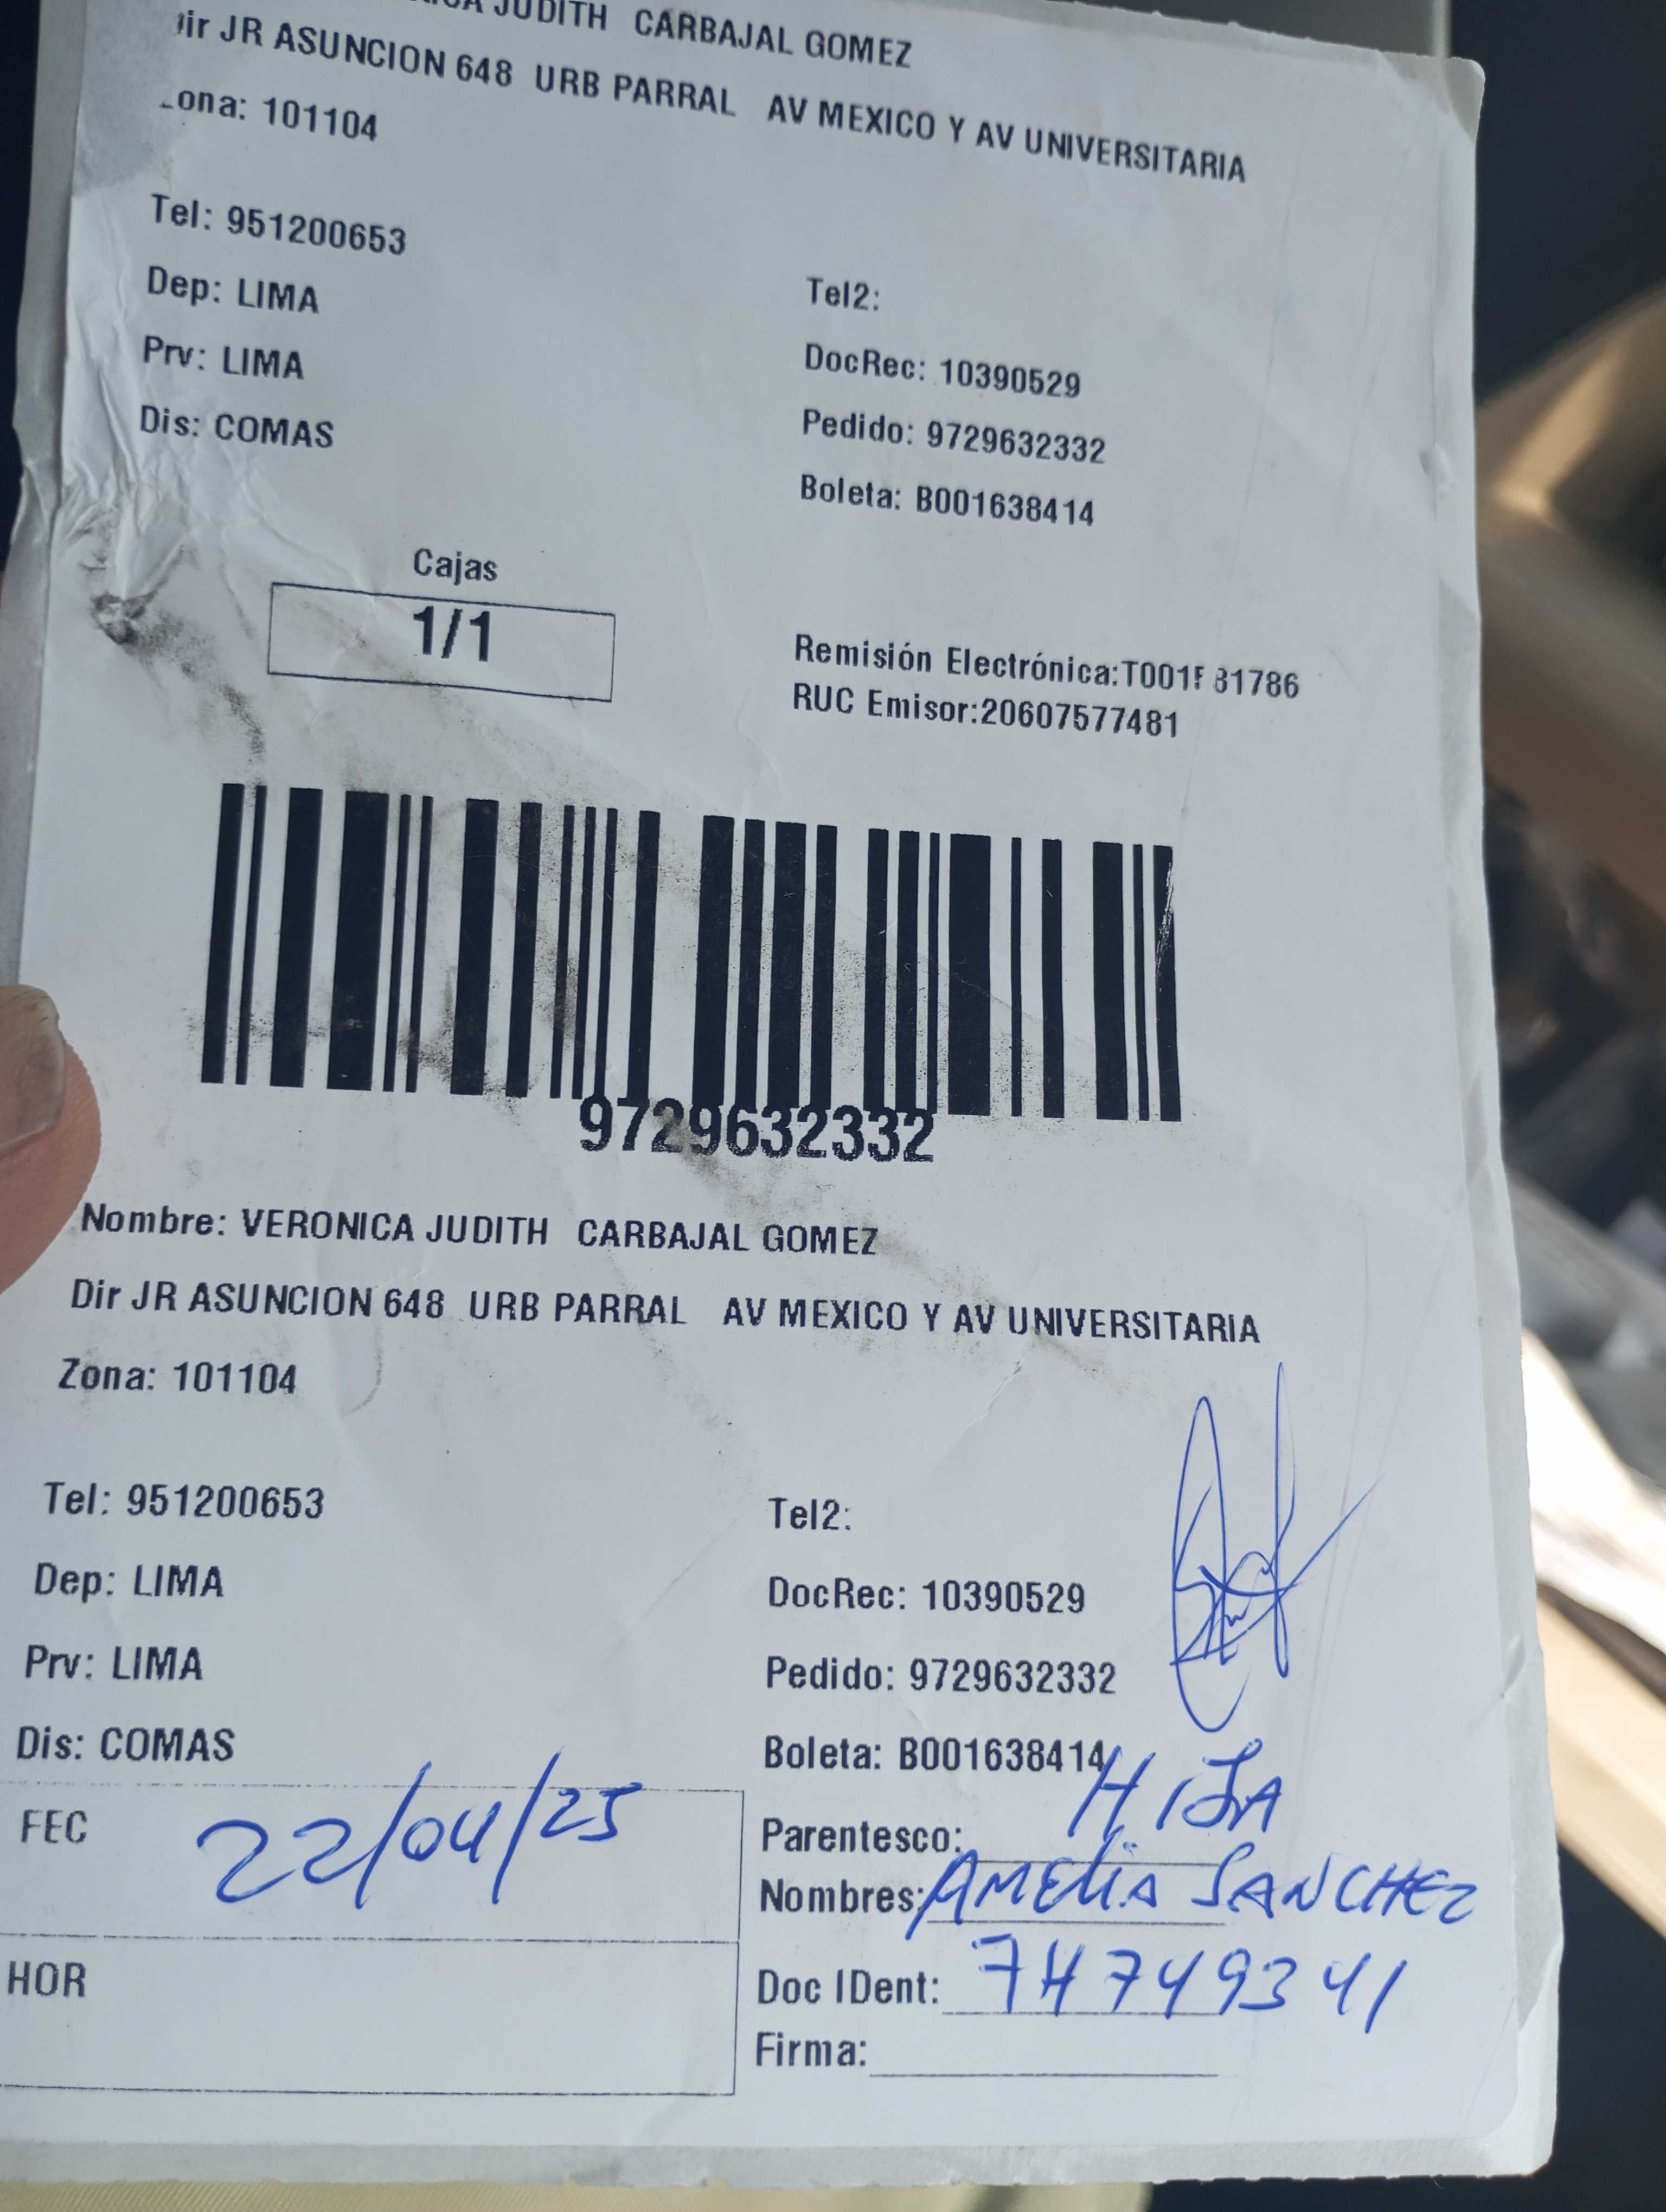 JUDITH CARBAJAL GOMEZ
Dir JR ASUNCION 648 URB PARRAL AV MEXICO Y AV UNIVERSITARIA
Zona: 101104
Tel: 951200653
Dep: LIMA
Prv: LIMA
Dis: COMAS
Tel2:
DocRec: 10390529
Pedido: 9729632332
Boleta: B001638414
Cajas
1/1
Remisión Electrónica:
RUC Emisor:20607577481
9729632332
Nombre: VERONICA JUDITH CARBAJAL GOMEZ
Dir JR ASUNCION 648 URB PARRAL AV MEXICO Y AV UNIVERSITARIA
Zona: 101104
Tel: 951200653
Dep: LIMA
Prv: LIMA
Dis: COMAS
Tel2:
DocRec: 10390529
Pedido: 9729632332
Boleta: B001638414
FEC 22/04/25
HOR
Parentesco: HIJA
Nombres: AMELIA SANCHEZ
Doc IDent: 74749341
Firma: